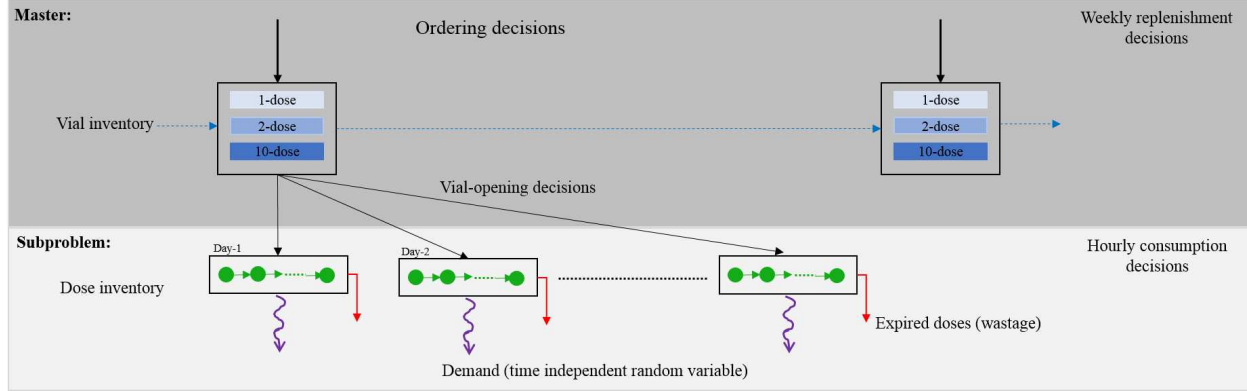 Master:
Ordering decisions
Weekly replenishment
decisions
1-dose
2-dose
10-dose
1-dose
2-dose
10-dose
Vial inventory
Vial-opening decisions
Subproblem:
Day-1
Day-2
Hourly consumption
decisions
Dose inventory
Expired doses (wastage)
Demand (time independent random variable)